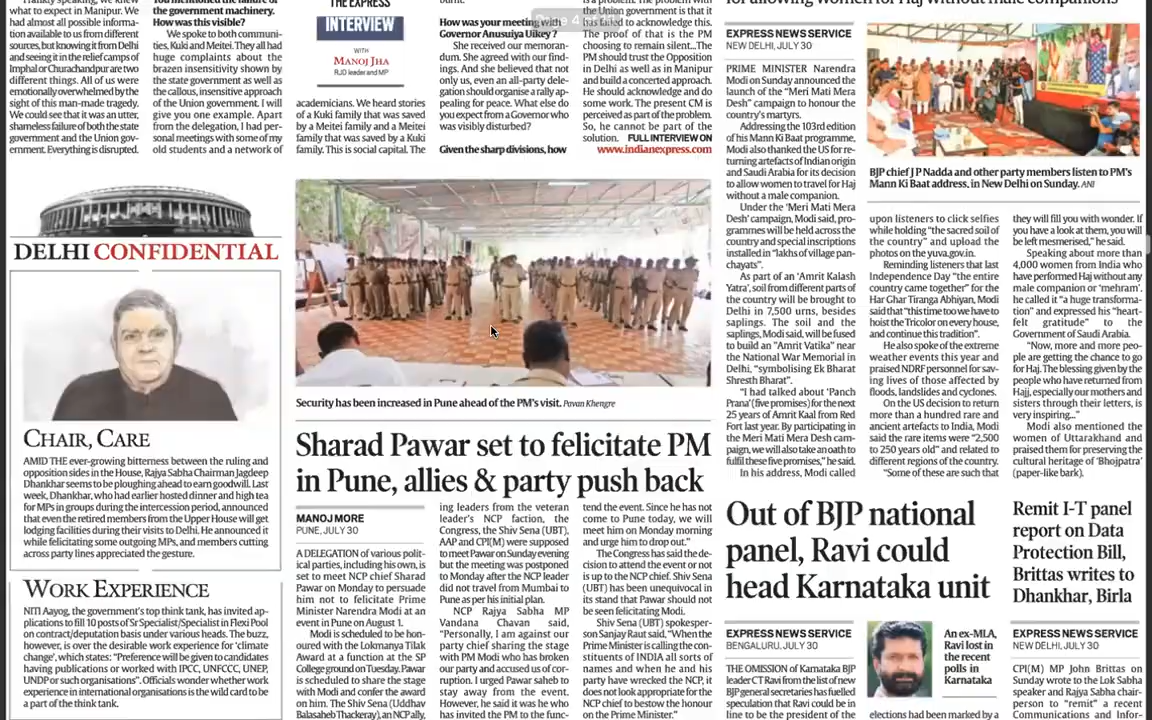 Frankly speaking, we knew
what to expect in Manipur. We
had almost possible informa-
tion available to us from different
sources, but knowing it from Delhi
and seeing it in the relief camps of
Imphal or Churachandpur are two
different things. All of us were
emotionally overwhelmed by the
sight of this man-made tragedy.
We could see that it was an utter,
shameless failure of both the state
government and the Union gov-
ernment. Everything is disrupted.
You mentioned the failure of
the government machinery.
How was this visible?
We spoke to both communi-
ties, Kuki and Meitei. They all had
huge complaints about the
brazen insensitivity shown by
the state government as well as
the callous, insensitive approach
of the Union government. I will
give you one example. Apart
from the delegation, I had per-
sonal meetings with some of my
old students and a network of
THE EXPRESS
INTERVIEW
WITH
MANOJ JHA
RJD leader and MP
academicians. We heard stories
of a Kuki family that was saved
by a Meitei family and a Meitei
family that was saved by a Kuki
family. This is social capital. The
burnt.
How was your meeting with
Governor Anusuiya Uikey ?
She received our memoran-
dum. She agreed with our find-
ings. And she believed that not
only us, even an all-party dele-
gation should organise a rally ap-
pealing for peace. What else do
you expect from a Governor who
was visibly disturbed?
Given the sharp divisions, how
is a problem. The problem with
the Union government is that it
has failed to acknowledge this.
The proof of that is the PM
choosing to remain silent...The
PM should trust the Opposition
in Delhi as well as in Manipur
and build a concerted approach.
He should acknowledge and do
some work. The present CM is
perceived as part of the problem.
So, he cannot be part of the
solution. FULL INTERVIEW ON
www.indianexpress.com
for allowing women for Haj without male companions
EXPRESS NEWS SERVICE
NEW DELHI, JULY 30
PRIME MINISTER Narendra
Modi on Sunday announced the
launch of the "Meri Mati Mera
Desh" campaign to honour the
country's martyrs.
Addressing the 103rd edition
of his Mann Ki Baat programme,
Modi also thanked the US for re-
turning artefacts of Indian origin
and Saudi Arabia for its decision
to allow women to travel for Haj
without a male companion.
Under the 'Meri Mati Mera
Desh' campaign, Modi said, pro-
grammes will be held across the
country and special inscriptions
installed in "lakhs of village pan-
chayats".
As part of an 'Amrit Kalash
Yatra', soil from different parts of
the country will be brought to
Delhi in 7,500 urns, besides
saplings. The soil and the
saplings, Modi said, will be used
to build an "Amrit Vatika" near
the National War Memorial in
Delhi, "symbolising Ek Bharat
Shresth Bharat".
"I had talked about 'Panch
Prana' (five promises) for the next
25 years of Amrit Kaal from Red
Fort last year. By participating in
the Meri Mati Mera Desh cam-
paign, we will also take an oath to
fulfil these five promises," he said.
In his address, Modi called
BJP chief J P Nadda and other party members listen to PM's
Mann Ki Baat address, in New Delhi on Sunday. ANI
upon listeners to click selfies
while holding "the sacred soil of
the country" and upload the
photos on the yuva.gov.in.
Reminding listeners that last
Independence Day "the entire
country came together" for the
Har Ghar Tiranga Abhiyan, Modi
said that "this time too we have to
hoist the Tricolor on every house,
and continue this tradition".
He also spoke of the extreme
weather events this year and
praised NDRF personnel for sav-
ing lives of those affected by
floods, landslides and cyclones.
On the US decision to return
more than a hundred rare and
ancient artefacts to India, Modi
said the rare items were "2,500
to 250 years old" and related to
different regions of the country.
"Some of these are such that
they will fill you with wonder. If
you have a look at them, you will
be left mesmerised," he said.
Speaking about more than
4,000 women from India who
have performed Haj without any
male companion or 'mehram',
he called it "a huge transforma-
tion" and expressed his "heart-
felt gratitude" to the
Government of Saudi Arabia.
"Now, more and more peo-
ple are getting the chance to go
for Haj. The blessing given by the
people who have returned from
Hajj, especially our mothers and
sisters through their letters, is
very inspiring..."
Modi also mentioned the
women of Uttarakhand and
praised them for preserving the
cultural heritage of 'Bhojpatra'
(paper-like bark).
DELHI CONFIDENTIAL
CHAIR, CARE
AMID THE ever-growing bitterness between the ruling and
opposition sides in the House, Rajya Sabha Chairman Jagdeep
Dhankhar seems to be ploughing ahead to earn goodwill. Last
week, Dhankhar, who had earlier hosted dinner and high tea
for MPs in groups during the intercession period, announced
that even the retired members from the Upper House will get
lodging facilities during their visits to Delhi. He announced it
while felicitating some outgoing MPs, and members cutting
across party lines appreciated the gesture.
WORK EXPERIENCE
NITI Aayog, the government's top think tank, has invited ap-
plications to fill 10 posts of Sr Specialist/Specialist in Flexi Pool
on contract/deputation basis under various heads. The buzz,
however, is over the desirable work experience for 'climate
change', which states: "Preference will be given to candidates
having publications or worked with IPCC, UNFCCC, UNEP,
UNDP or such organisations". Officials wonder whether work
experience in international organisations is the wild card to be
a part of the think tank.
Security has been increased in Pune ahead of the PM's visit. Pavan Khengre
Sharad Pawar set to felicitate PM
in Pune, allies & party push back
MANOJ MORE
PUNE, JULY 30
A DELEGATION of various polit-
ical parties, including his own, is
set to meet NCP chief Sharad
Pawar on Monday to persuade
him not to felicitate Prime
Minister Narendra Modi at an
event in Pune on August 1.
Modi is scheduled to be hon-
oured with the Lokmanya Tilak
Award at a function at the SP
College ground on Tuesday. Pawar
is scheduled to share the stage
with Modi and confer the award
on him. The Shiv Sena (Uddhav
Balasaheb Thackeray), an NCP ally,
ing leaders from the veteran
leader's NCP faction, the
Congress, the Shiv Sena (UBT),
AAP and CPI(M) were supposed
to meet Pawar on Sunday evening
but the meeting was postponed
to Monday after the NCP leader
did not travel from Mumbai to
Pune as per his initial plan.
NCP Rajya Sabha MP
Vandana Chavan said,
"Personally, I am against our
party chief sharing the stage
with PM Modi who has broken
our party and accused us of cor-
ruption. I urged Pawar saheb to
stay away from the event.
However, he said it was he who
has invited the PM to the func-
tend the event. Since he has not
come to Pune today, we will
meet him on Monday morning
and urge him to drop out."
The Congress has said the de-
cision to attend the event or not
is up to the NCP chief. Shiv Sena
(UBT) has been unequivocal in
its stand that Pawar should not
be seen felicitating Modi.
Shiv Sena (UBT) spokesper-
son Sanjay Raut said, "When the
Prime Minister is calling the con-
stituents of INDIA all sorts of
names and when he and his
party have wrecked the NCP, it
does not look appropriate for the
NCP chief to bestow the honour
on the Prime Minister."
Out of BJP national
panel, Ravi could
head Karnataka unit
EXPRESS NEWS SERVICE
BENGALURU, JULY 30
THE OMISSION of Karnataka BJP
leader CT Ravi from the list of new
BJP general secretaries has fuelled
speculation that Ravi could be in
line to be the president of the
An ex-MLA,
Ravi lost in
the recent
polls in
Karnataka
elections had been marked by a
Remit I-T panel
report on Data
Protection Bill,
Brittas writes to
Dhankhar, Birla
EXPRESS NEWS SERVICE
NEW DELHI, JULY 30
CPI(M) MP John Brittas on
Sunday wrote to the Lok Sabha
speaker and Rajya Sabha chair-
person to "remit" a recent
Communications and Infor-